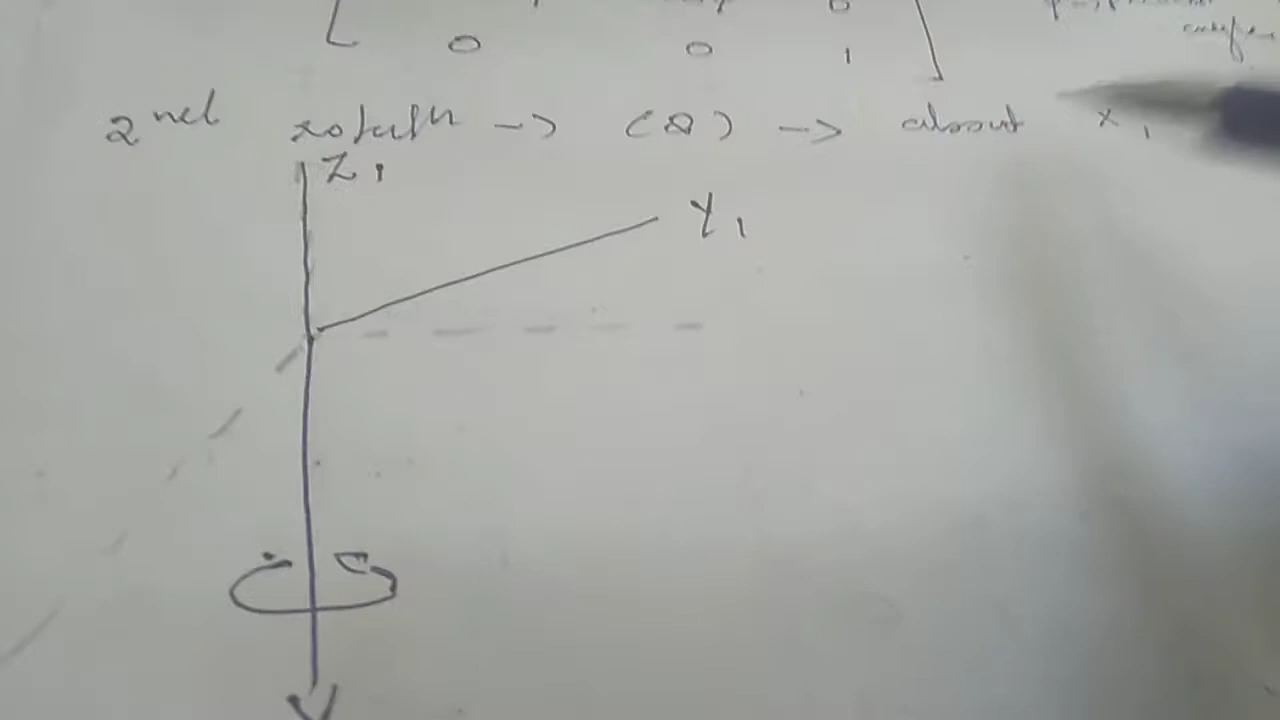 0 0 1
2nd rotatn -> (θ) -> about x1
Z1
Y1